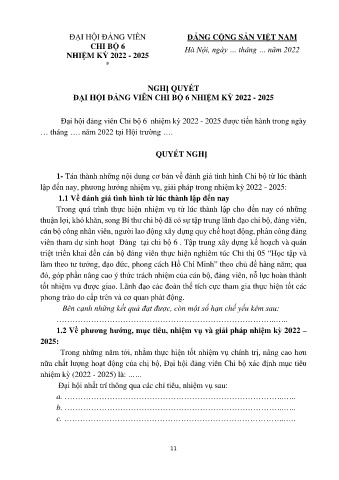 ĐẠI HỘI ĐẢNG VIÊN
CHI BỘ 6
NHIỆM KỲ 2022 - 2025
*
ĐẢNG CỘNG SẢN VIỆT NAM
Hà Nội, ngày … tháng … năm 2022
NGHỊ QUYẾT
ĐẠI HỘI ĐẢNG VIÊN CHI BỘ 6 NHIỆM KỲ 2022 - 2025
Đại hội đảng viên Chi bộ 6 nhiệm kỳ 2022 - 2025 được tiến hành trong ngày
… tháng …. năm 2022 tại Hội trường ….
QUYẾT NGHỊ
1- Tán thành những nội dung cơ bản về đánh giá tình hình Chi bộ từ lúc thành
lập đến nay, phương hướng nhiệm vụ, giải pháp trong nhiệm kỳ 2022 - 2025:
1.1 Về đánh giá tình hình từ lúc thành lập đến nay
Trong quá trình thực hiện nhiệm vụ từ lúc thành lập cho đến nay có những
thuận lợi, khó khăn, song Bí thư chi bộ đã có sự tập trung lãnh đạo chi bộ, đảng viên,
cán bộ công nhân viên, người lao động xây dựng quy chế hoạt động, phân công đảng
viên tham dự sinh hoạt Đảng tại chi bộ 6 . Tập trung xây dựng kế hoạch và quán
triệt triển khai đến cán bộ đảng viên thực hiện nghiêm túc Chỉ thị 05 “Học tập và
làm theo tư tưởng, đạo đức, phong cách Hồ Chí Minh” theo chủ đề hàng năm; qua
đó, góp phần nâng cao ý thức trách nhiệm của cán bộ, đảng viên, nỗ lực hoàn thành
tốt nhiệm vụ được giao. Lãnh đạo các đoàn thể tích cực tham gia thực hiện tốt các
phong trào do cấp trên và cơ quan phát động.
Bên cạnh những kết quả đạt được, còn một số hạn chế yếu kém sau:
………………………………………………………………………..…..
1.2 Về phương hướng, mục tiêu, nhiệm vụ và giải pháp nhiệm kỳ 2022 –
2025:
Trong những năm tới, nhằm thực hiện tốt nhiệm vụ chính trị, nâng cao hơn
nữa chất lượng hoạt động của chị bộ, Đại hội đảng viên Chi bộ xác định mục tiêu
nhiệm kỳ (2022 - 2025) là: ……
Đại hội nhất trí thông qua các chỉ tiêu, nhiệm vụ sau:
a. ………………………………………………………………………..…..
b. ………………………………………………………………………..…..
c. ………………………………………………………………………..…..
11